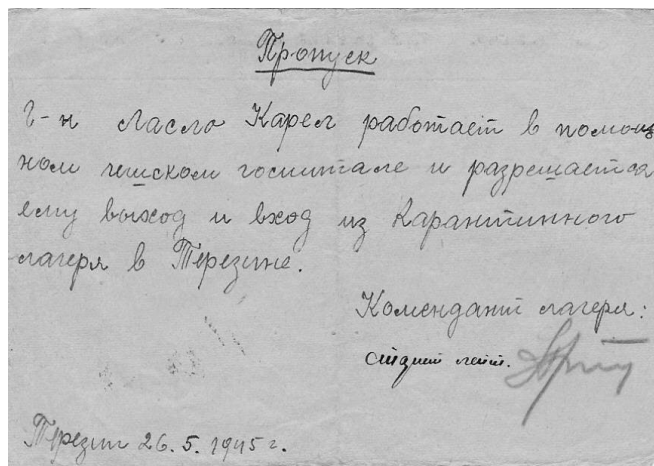 Пропуск
г-н Ласло Карел работает в помощ
ном чешском госпитале и разрешается
ему выход и вход из Карантинного
лагеря в Терезине.
Комендант лагеря:
лейт.
Терезин 26. 5. 1945 г.